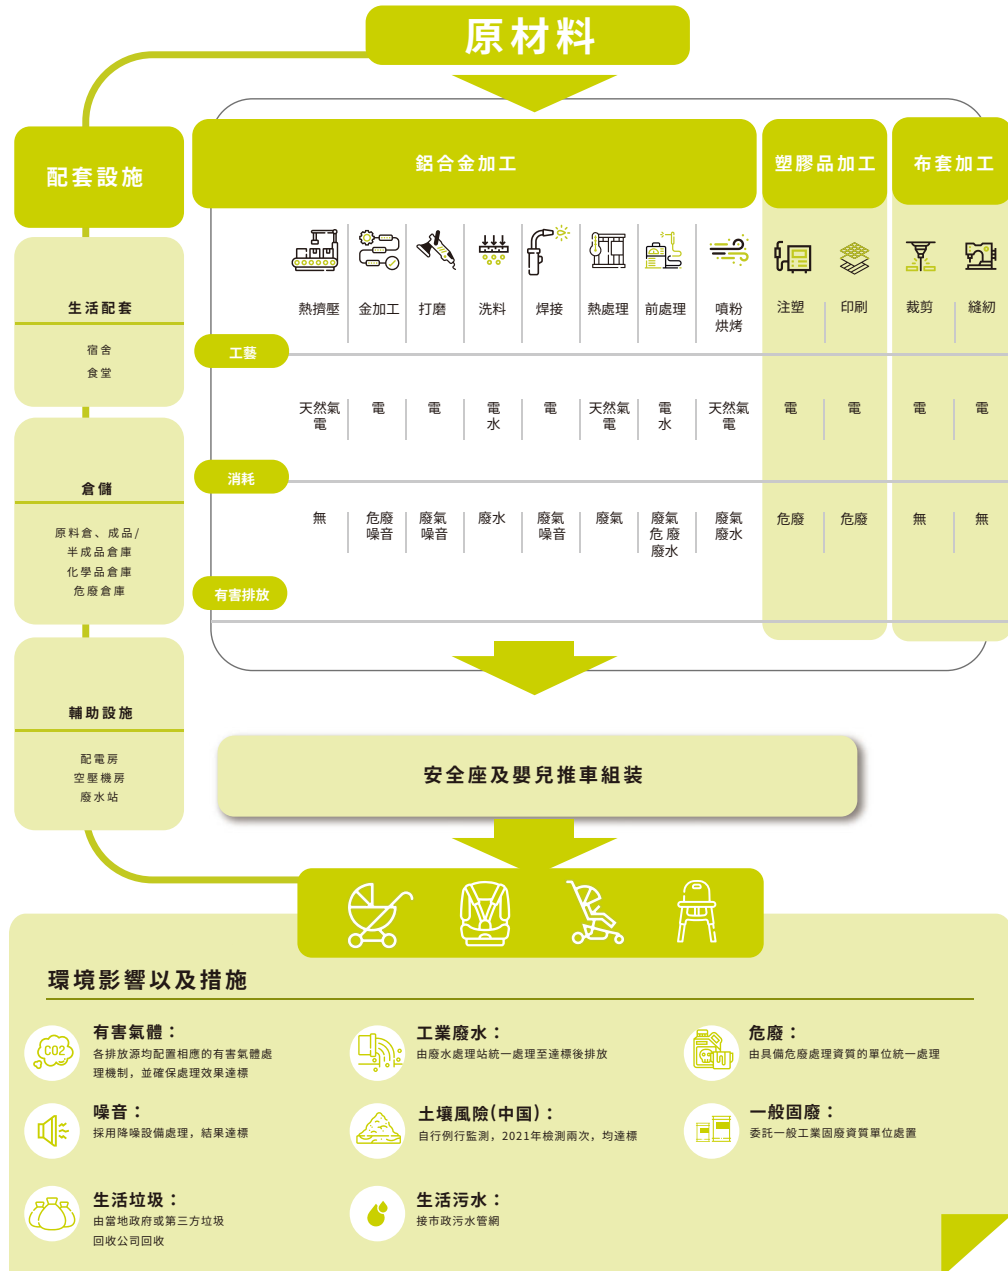 原材料
配套設施
鋁合金加工
塑膠品加工
布套加工
生活配套
宿舍
食堂
倉儲
原料倉、成品/
半成品倉庫
化學品倉庫
危廢倉庫
輔助設施
配電房
空壓機房
廢水站
熱擠壓 金加工 打磨 洗料 焊接 熱處理 前處理 噴粉 注塑 印刷 裁剪 縫紉
烘烤
工藝
天然氣 電 電 電 電 天然氣 電 天然氣 電 電 電 電
電 水 電 水 電
消耗
無 危廢 廢氣 廢水 廢氣 廢氣 廢氣 廢氣 危廢 危廢 無 無
噪音 噪音 噪音 危 廢 廢水
廢水
有害排放
安全座及嬰兒推車組裝
環境影響以及措施
CO2
有害氣體：
各排放源均配置相應的有害氣體處
理機制，並確保處理效果達標
工業廢水：
由廢水處理站統一處理至達標後排放
危廢：
由具備危廢處理資質的單位統一處理
噪音：
採用降噪設備處理，結果達標
土壤風險(中国)：
自行例行監測，2021年檢測兩次，均達標
一般固廢：
委託一般工業固廢資質單位處置
生活垃圾：
由當地政府或第三方垃圾
回收公司回收
生活污水：
接市政污水管網